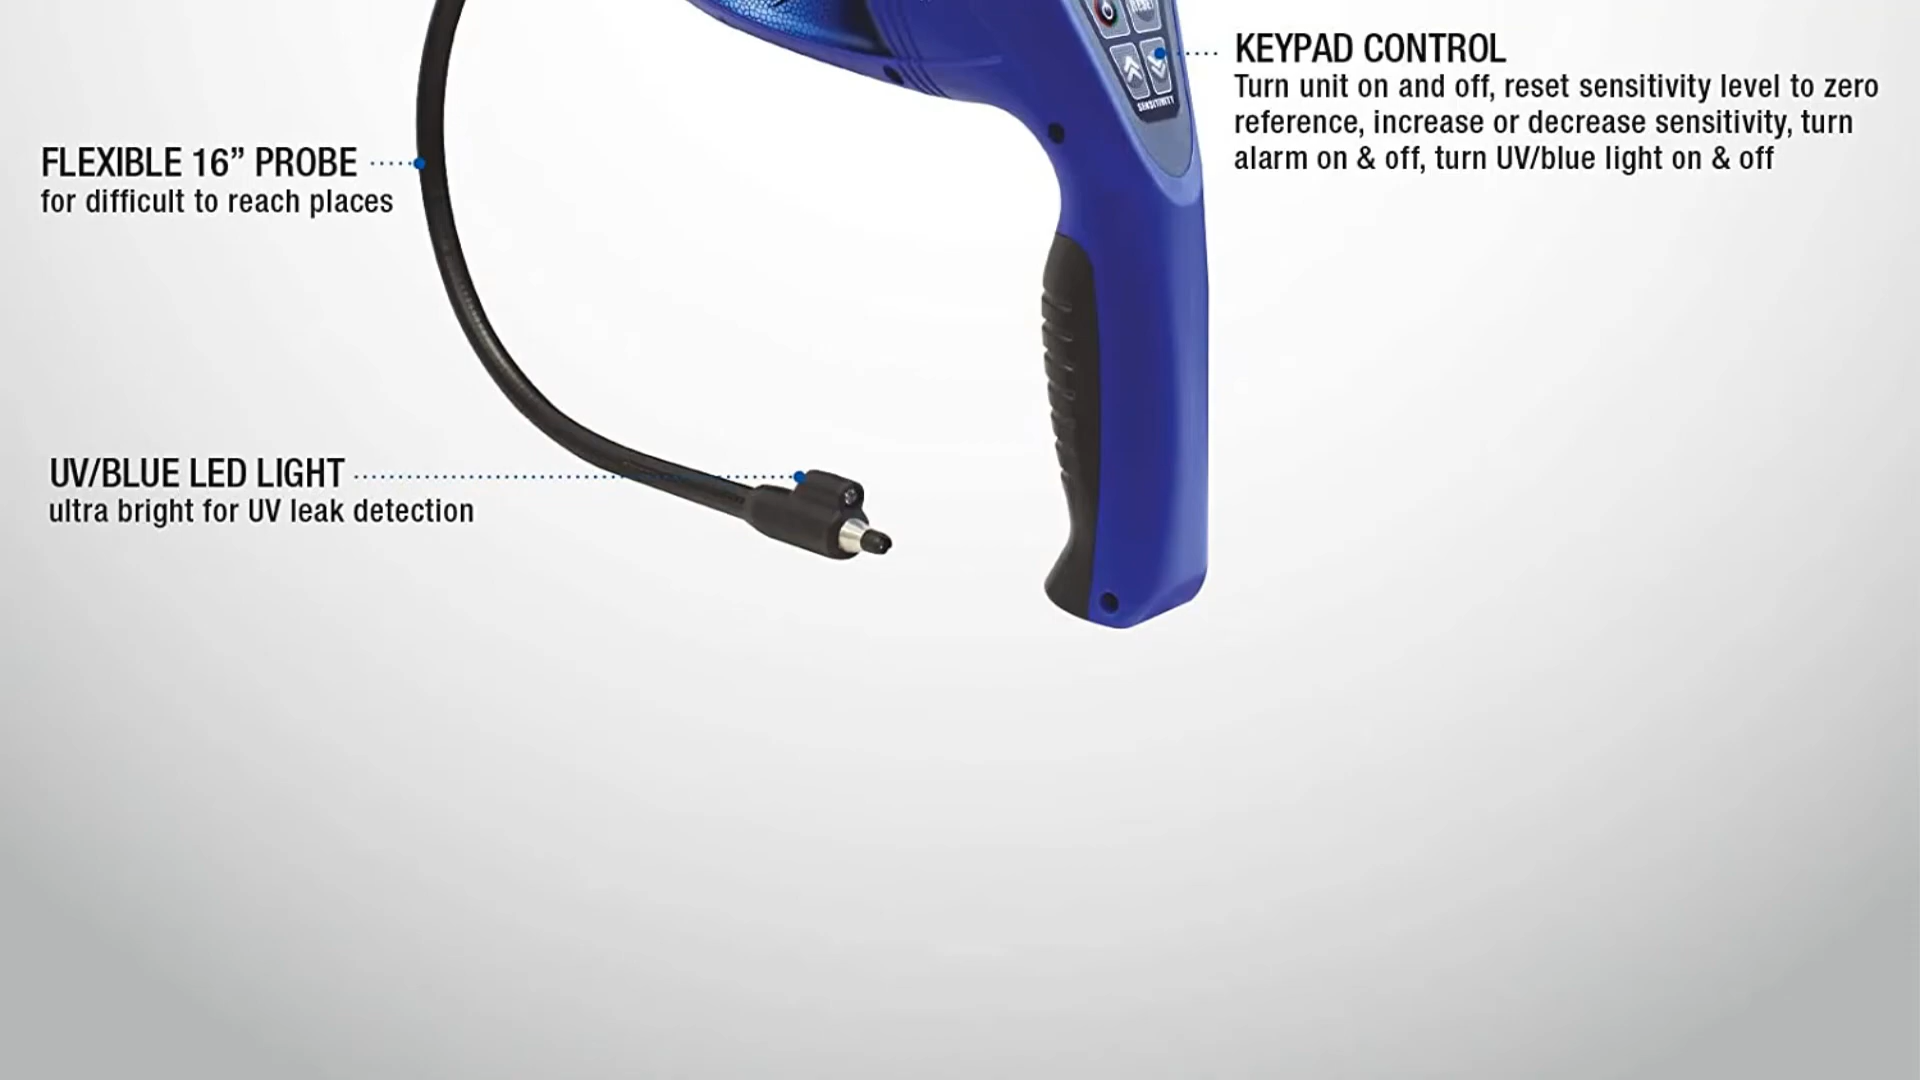 RESET
SENSITIVITY
KEYPAD CONTROL
Turn unit on and off, reset sensitivity level to zero
reference, increase or decrease sensitivity, turn
alarm on & off, turn UV/blue light on & off
FLEXIBLE 16” PROBE
for difficult to reach places
UV/BLUE LED LIGHT
ultra bright for UV leak detection